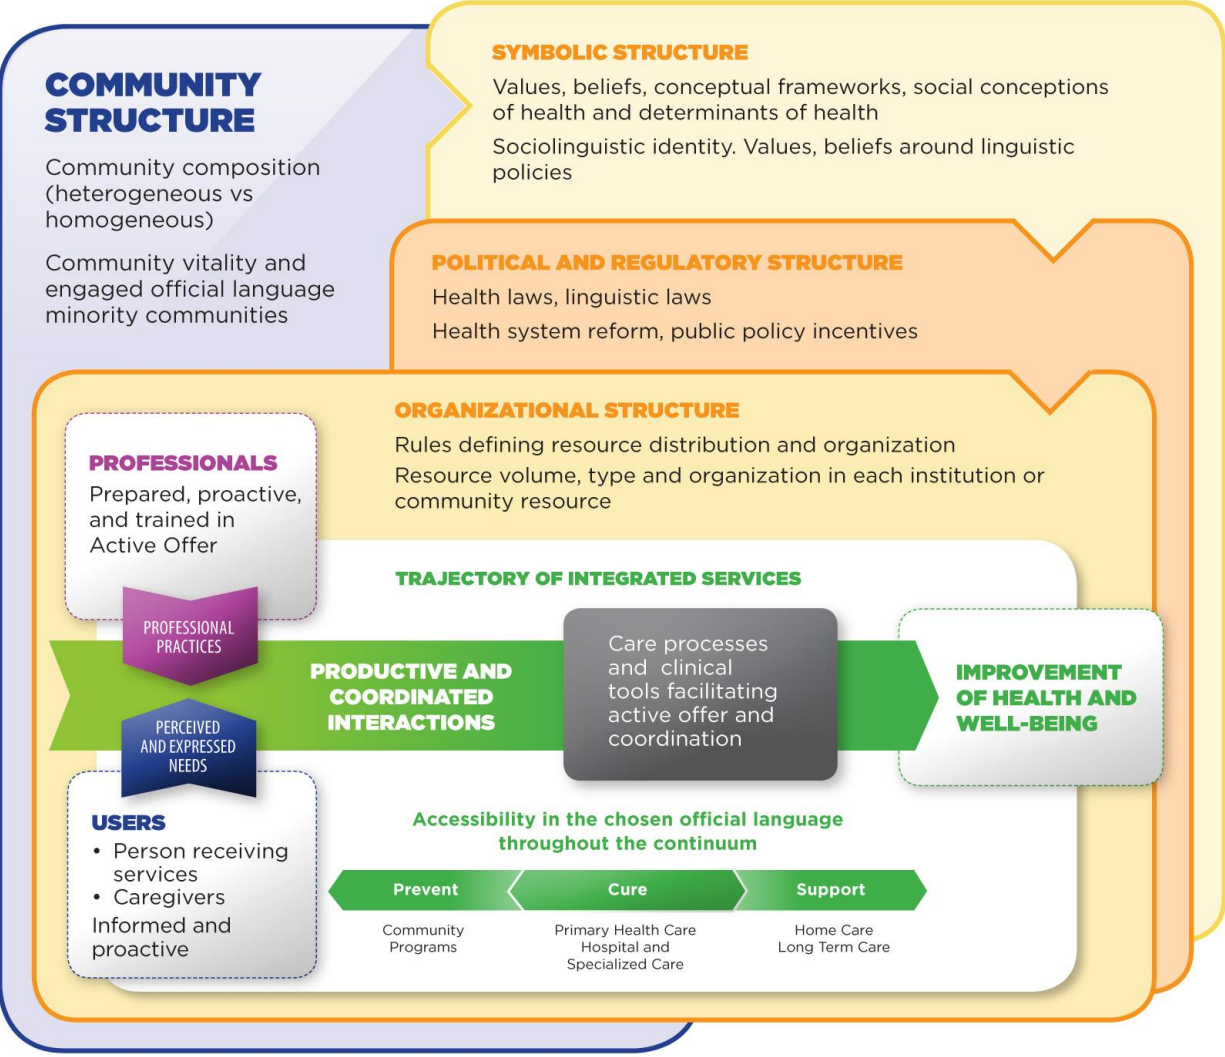 COMMUNITY
STRUCTURE
Community composition
(heterogeneous vs
homogeneous)
Community vitality and
engaged official language
minority communities
SYMBOLIC STRUCTURE
Values, beliefs, conceptual frameworks, social conceptions
of health and determinants of health
Sociolinguistic identity. Values, beliefs around linguistic
policies
POLITICAL AND REGULATORY STRUCTURE
Health laws, linguistic laws
Health system reform, public policy incentives
ORGANIZATIONAL STRUCTURE
Rules defining resource distribution and organization
Resource volume, type and organization in each institution or
community resource
PROFESSIONALS
Prepared, proactive,
and trained in
Active Offer
PROFESSIONAL
PRACTICES
PERCEIVED
AND EXPRESSED
NEEDS
USERS
• Person receiving
services
• Caregivers
Informed and
proactive
TRAJECTORY OF INTEGRATED SERVICES
PRODUCTIVE AND
COORDINATED
INTERACTIONS
Care processes
and clinical
tools facilitating
active offer and
coordination
IMPROVEMENT
OF HEALTH AND
WELL-BEING
Accessibility in the chosen official language
throughout the continuum
Prevent
Cure
Support
Community
Programs
Primary Health Care
Hospital and
Specialized Care
Home Care
Long Term Care